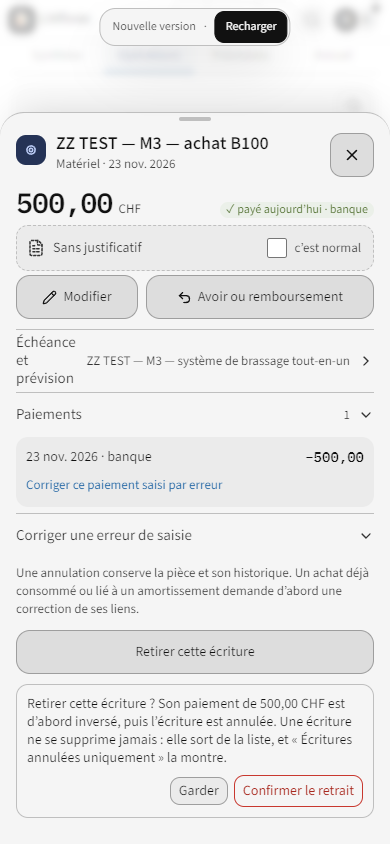 Nouvelle version ·
Recharger
ZZ TEST — M3 — achat B100
Matériel · 23 nov. 2026
500,00 CHF
✓ payé aujourd’hui · banque
Sans justificatif
c’est normal
Modifier
Avoir ou remboursement
Échéance
et
prévision
ZZ TEST — M3 — système de brassage tout-en-un
Paiements
1
23 nov. 2026 · banque
−500,00
Corriger ce paiement saisi par erreur
Corriger une erreur de saisie
Une annulation conserve la pièce et son historique. Un achat déjà
consommé ou lié à un amortissement demande d’abord une
correction de ses liens.
Retirer cette écriture
Retirer cette écriture ? Son paiement de 500,00 CHF est
d’abord inversé, puis l’écriture est annulée. Une écriture
ne se supprime jamais : elle sort de la liste, et « Écritures
annulées uniquement » la montre.
Garder
Confirmer le retrait